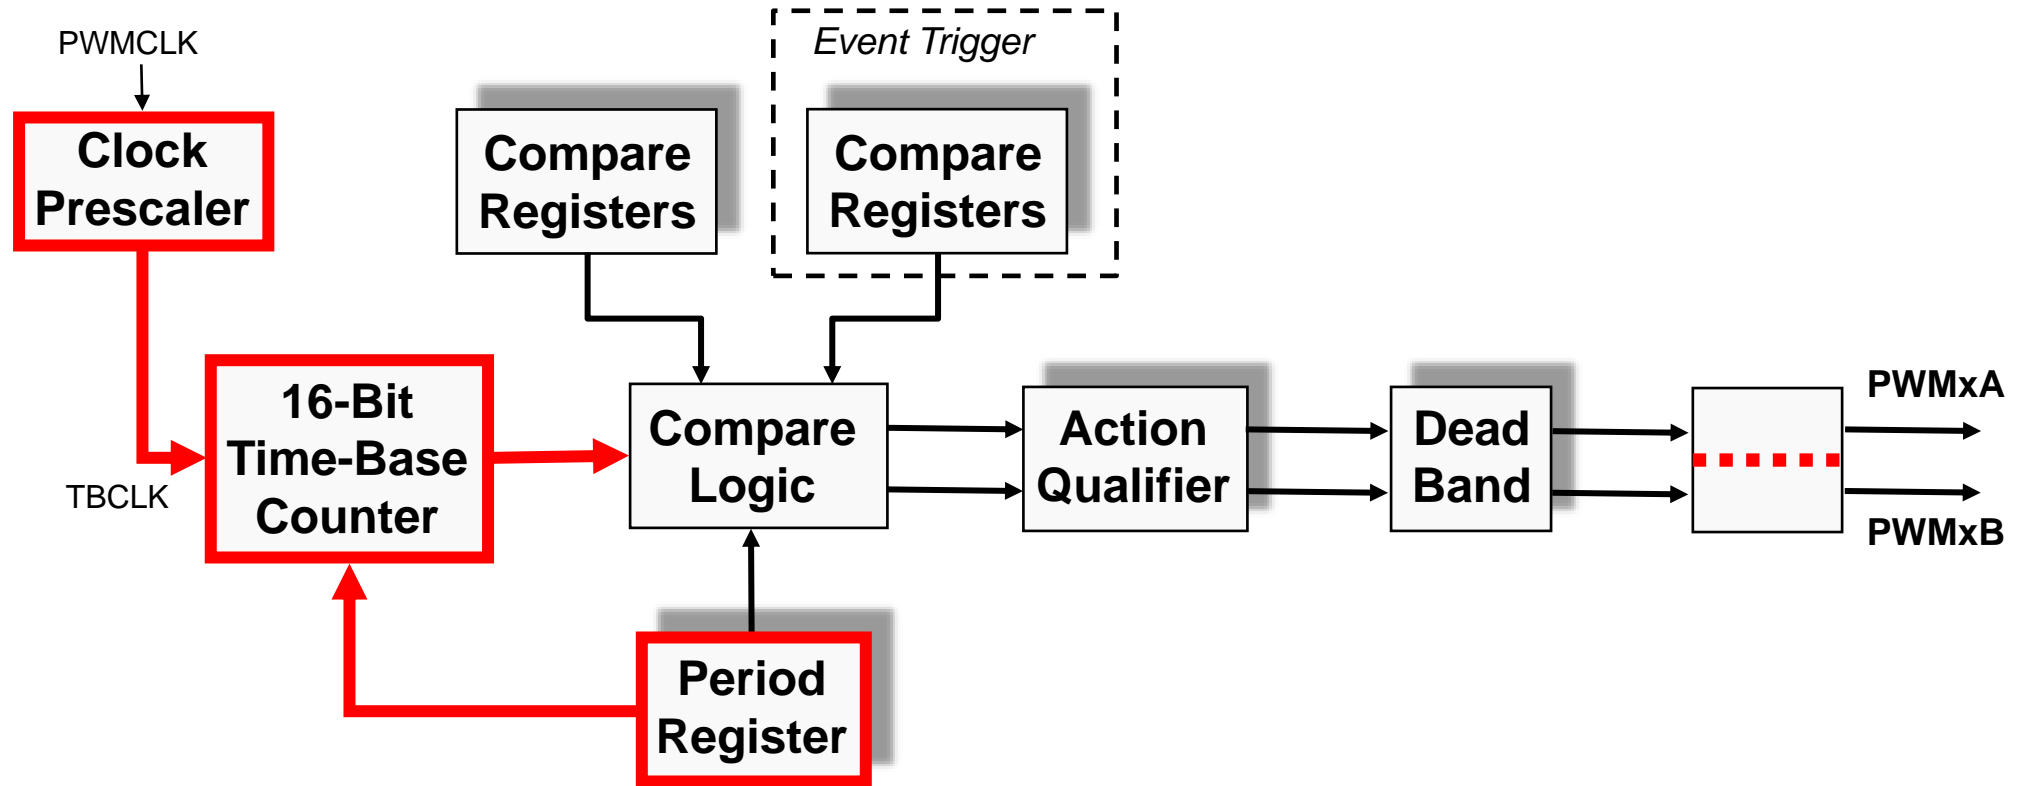 PWMCLK
Clock
Prescaler
Compare
Registers
Event Trigger
Compare
Registers
TBCLK
16-Bit
Time-Base
Counter
Compare
Logic
Action
Qualifier
Dead
Band
PWMxA
PWMxB
Period
Register